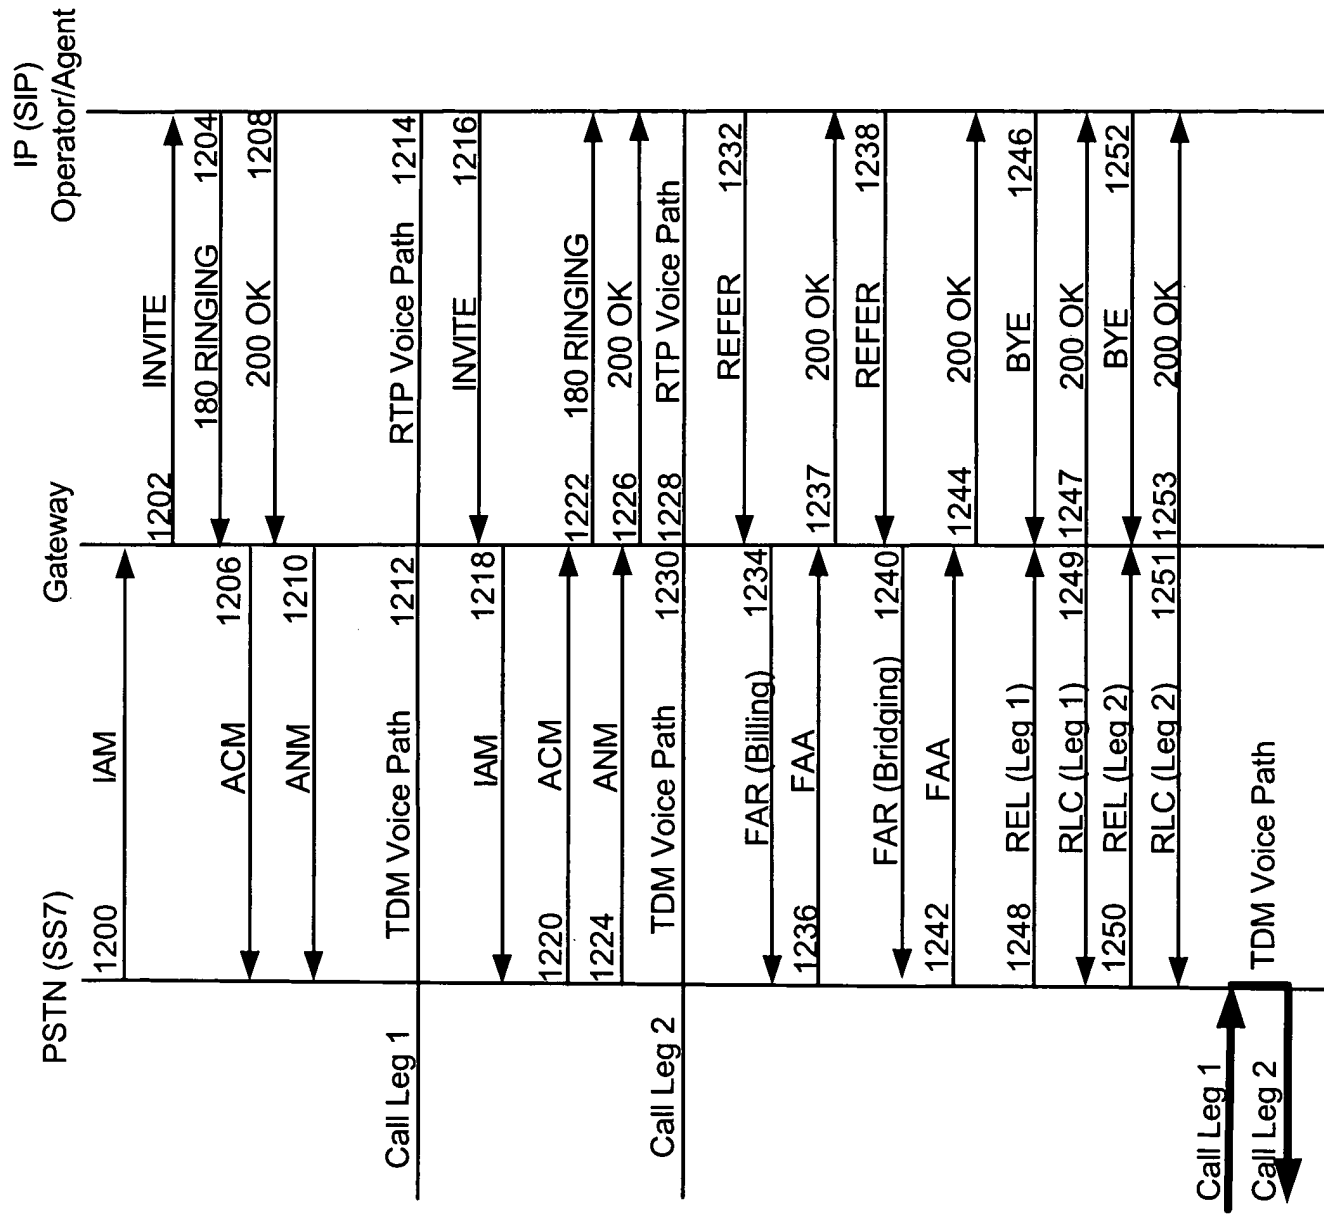 PSTN (SS7)
Gateway
IP (SIP)
Operator/Agent
1200
IAM
1202
INVITE
180 RINGING
1204
ACM
1206
200 OK
1208
ANM
1210
Call Leg 1
TDM Voice Path
1212
RTP Voice Path
1214
INVITE
1216
IAM
1218
1220
ACM
1222
180 RINGING
1224
ANM
1226
200 OK
Call Leg 2
TDM Voice Path
1230
1228
RTP Voice Path
REFER
1232
FAR (Billing)
1234
1236
FAA
1237
200 OK
REFER
1238
FAR (Bridging)
1240
1242
FAA
1244
200 OK
1248
REL (Leg 1)
BYE
1246
RLC (Leg 1)
1249
1247
200 OK
1250
REL (Leg 2)
BYE
1252
RLC (Leg 2)
1251
1253
200 OK
Call Leg 1
Call Leg 2
TDM Voice Path